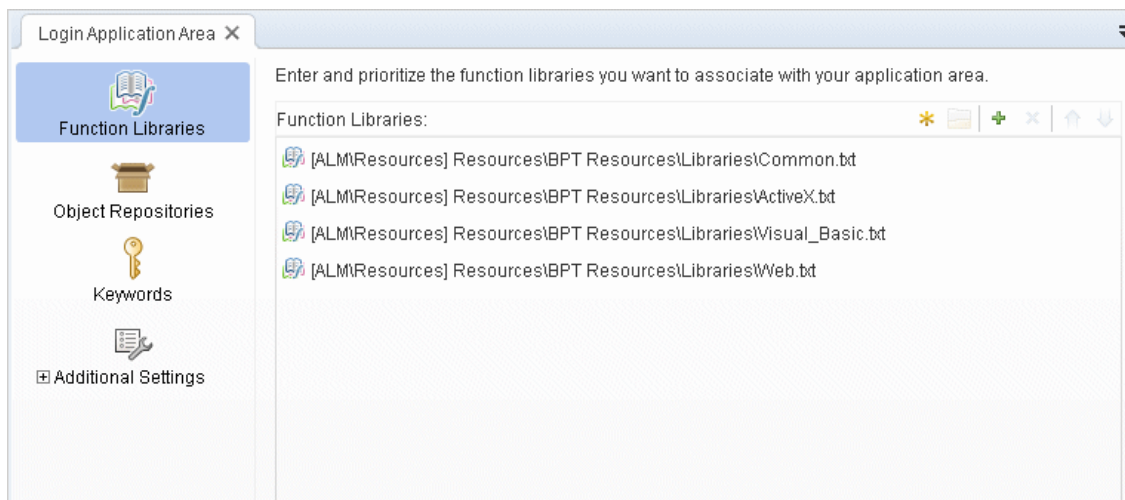 Login Application Area
Enter and prioritize the function libraries you want to associate with your application area.
Function Libraries
Function Libraries:
[ALM\Resources] Resources\BPT Resources\Libraries\Common.txt
[ALM\Resources] Resources\BPT Resources\Libraries\ActiveX.txt
Object Repositories
[ALM\Resources] Resources\BPT Resources\Libraries\Visual_Basic.txt
[ALM\Resources] Resources\BPT Resources\Libraries\Web.txt
Keywords
Additional Settings